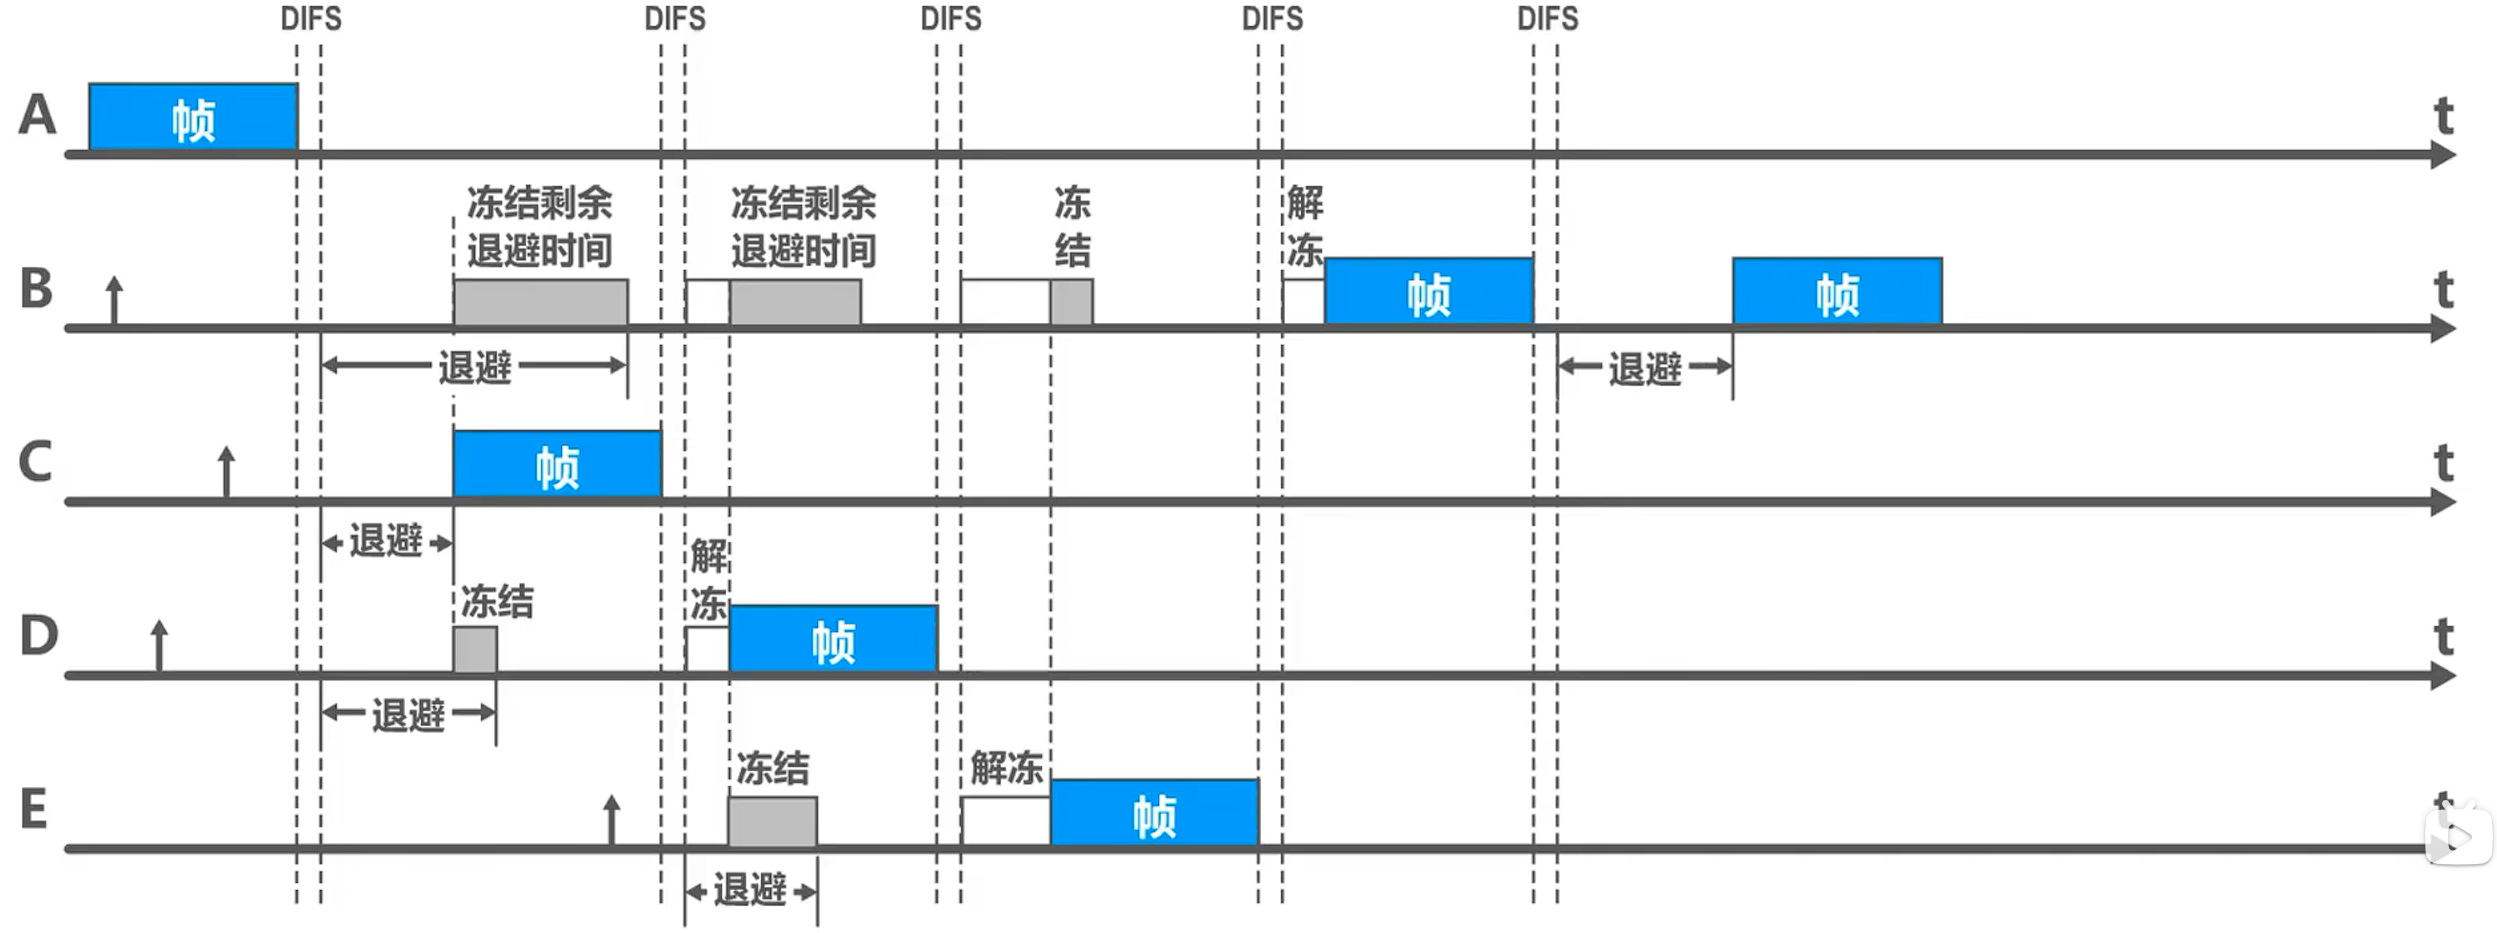 DIFS DIFS DIFS DIFS DIFS
A 帧 t
冻结剩余 冻结剩余 冻 解
退避时间 退避时间 结 冻
B 帧 帧 t
退避 退避
C 帧 t
退避 解
冻结 冻
D 帧 t
退避
冻结 解冻
E 帧 t
退避